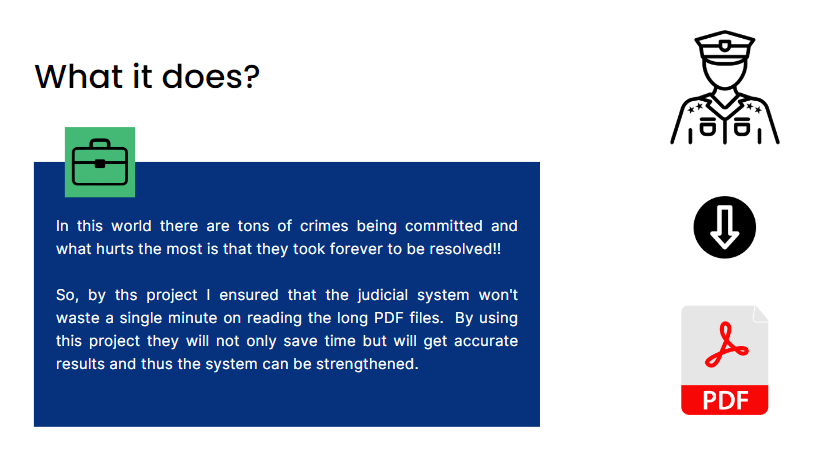 What it does?
In this world there are tons of crimes being committed and
what hurts the most is that they took forever to be resolved!!
So, by ths project I ensured that the judicial system won't
waste a single minute on reading the long PDF files. By using
this project they will not only save time but will get accurate
results and thus the system can be strengthened.
PDF